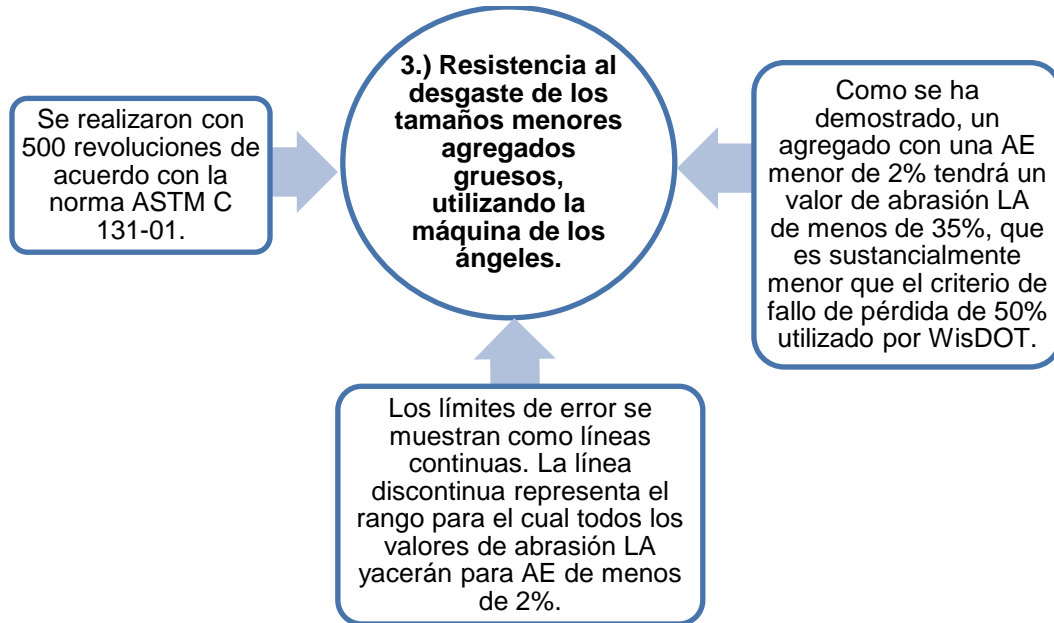 3.) Resistencia al
desgaste de los
tamaños menores
agregados
gruesos,
utilizando la
máquina de los
ángeles.
Se realizaron con
500 revoluciones de
acuerdo con la
norma ASTM C
131-01.
Como se ha
demostrado, un
agregado con una AE
menor de 2% tendrá un
valor de abrasión LA
de menos de 35%, que
es sustancialmente
menor que el criterio de
fallo de pérdida de 50%
utilizado por WisDOT.
Los límites de error se
muestran como líneas
continuas. La línea
discontinua representa el
rango para el cual todos los
valores de abrasión LA
yacerán para AE de menos
de 2%.